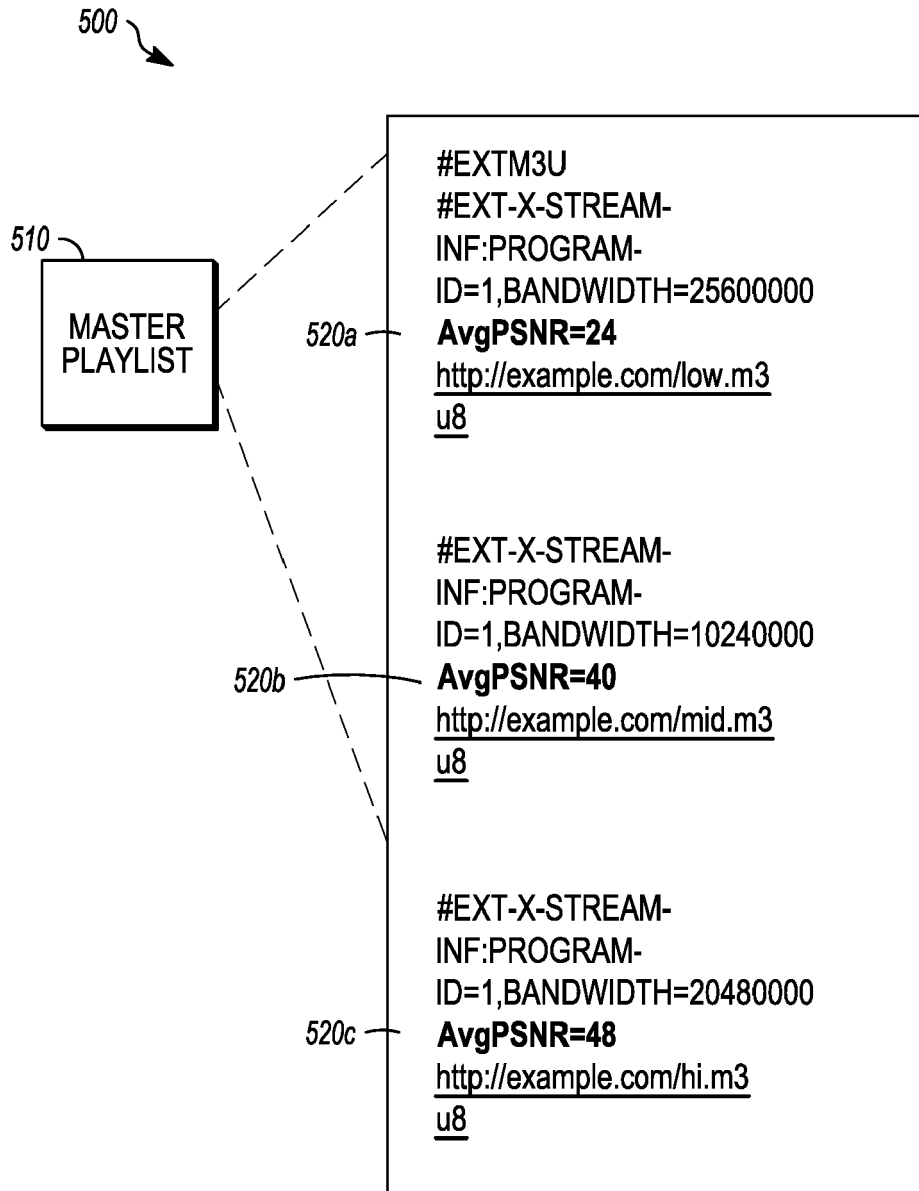 500
510
MASTER
PLAYLIST
#EXTM3U
#EXT-X-STREAM-
INF:PROGRAM-
ID=1,BANDWIDTH=25600000
520a
AvgPSNR=24
http://example.com/low.m3
u8
#EXT-X-STREAM-
INF:PROGRAM-
ID=1,BANDWIDTH=10240000
520b
AvgPSNR=40
http://example.com/mid.m3
u8
#EXT-X-STREAM-
INF:PROGRAM-
ID=1,BANDWIDTH=20480000
520c
AvgPSNR=48
http://example.com/hi.m3
u8